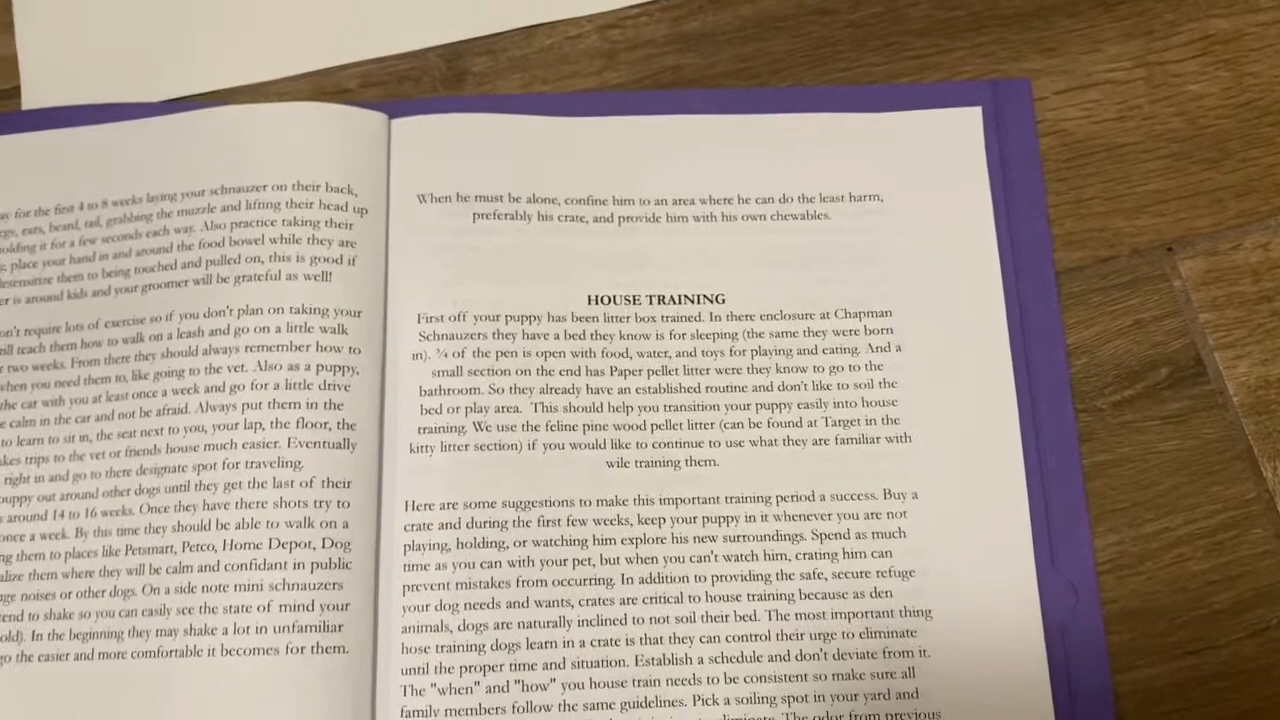 for the first 4 to 8 weeks laying your schnauzer on their back,
ears, beard, tail, grabbing the muzzle and lifting their head up
holding it for a few seconds each way. Also practice taking their
place your hand in and around the food bowel while they are
desensitize them to being touched and pulled on, this is good if
er is around kids and your groomer will be grateful as well!
on't require lots of exercise so if you don't plan on taking your
ill teach them how to walk on a leash and go on a little walk
r two weeks. From there they should always remember how to
when you need them to, like going to the vet. Also as a puppy,
the car with you at least once a week and go for a little drive
e calm in the car and not be afraid. Always put them in the
to learn to sit in, the seat next to you, your lap, the floor, the
akes trips to the vet or friends house much easier. Eventually
right in and go to there designate spot for traveling.
puppy out around other dogs until they get the last of their
s around 14 to 16 weeks. Once they have there shots try to
once a week. By this time they should be able to walk on a
ng them to places like Petsmart, Petco, Home Depot, Dog
alize them where they will be calm and confidant in public
ge noises or other dogs. On a side note mini schnauzers
tend to shake so you can easily see the state of mind your
old). In the beginning they may shake a lot in unfamiliar
go the easier and more comfortable it becomes for them.
When he must be alone, confine him to an area where he can do the least harm,
preferably his crate, and provide him with his own chewables.
HOUSE TRAINING
First off your puppy has been litter box trained. In there enclosure at Chapman
Schnauzers they have a bed they know is for sleeping (the same they were born
in). ¾ of the pen is open with food, water, and toys for playing and eating. And a
small section on the end has Paper pellet litter were they know to go to the
bathroom. So they already have an established routine and don't like to soil the
bed or play area. This should help you transition your puppy easily into house
training. We use the feline pine wood pellet litter (can be found at Target in the
kitty litter section) if you would like to continue to use what they are familiar with
wile training them.
Here are some suggestions to make this important training period a success. Buy a
crate and during the first few weeks, keep your puppy in it whenever you are not
playing, holding, or watching him explore his new surroundings. Spend as much
time as you can with your pet, but when you can't watch him, crating him can
prevent mistakes from occurring. In addition to providing the safe, secure refuge
your dog needs and wants, crates are critical to house training because as den
animals, dogs are naturally inclined to not soil their bed. The most important thing
hose training dogs learn in a crate is that they can control their urge to eliminate
until the proper time and situation. Establish a schedule and don't deviate from it.
The "when" and "how" you house train needs to be consistent so make sure all
family members follow the same guidelines. Pick a soiling spot in your yard and
eliminate. The odor from previous